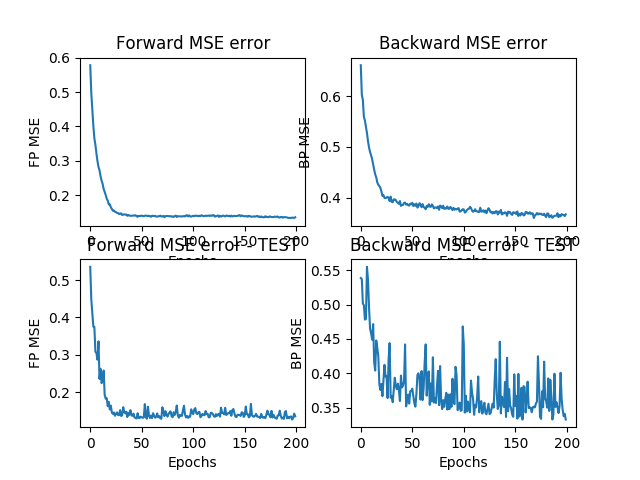 Forward MSE error
Backward MSE error
0.6
0.5
0.4
0.3
0.2
FP MSE
0 50 100 150 200
Epochs
0.6
0.5
0.4
BP MSE
0 50 100 150 200
Epochs
Forward MSE error - TEST
Backward MSE error - TEST
0.5
0.4
0.3
0.2
FP MSE
0 50 100 150 200
Epochs
0.55
0.50
0.45
0.40
0.35
BP MSE
0 50 100 150 200
Epochs